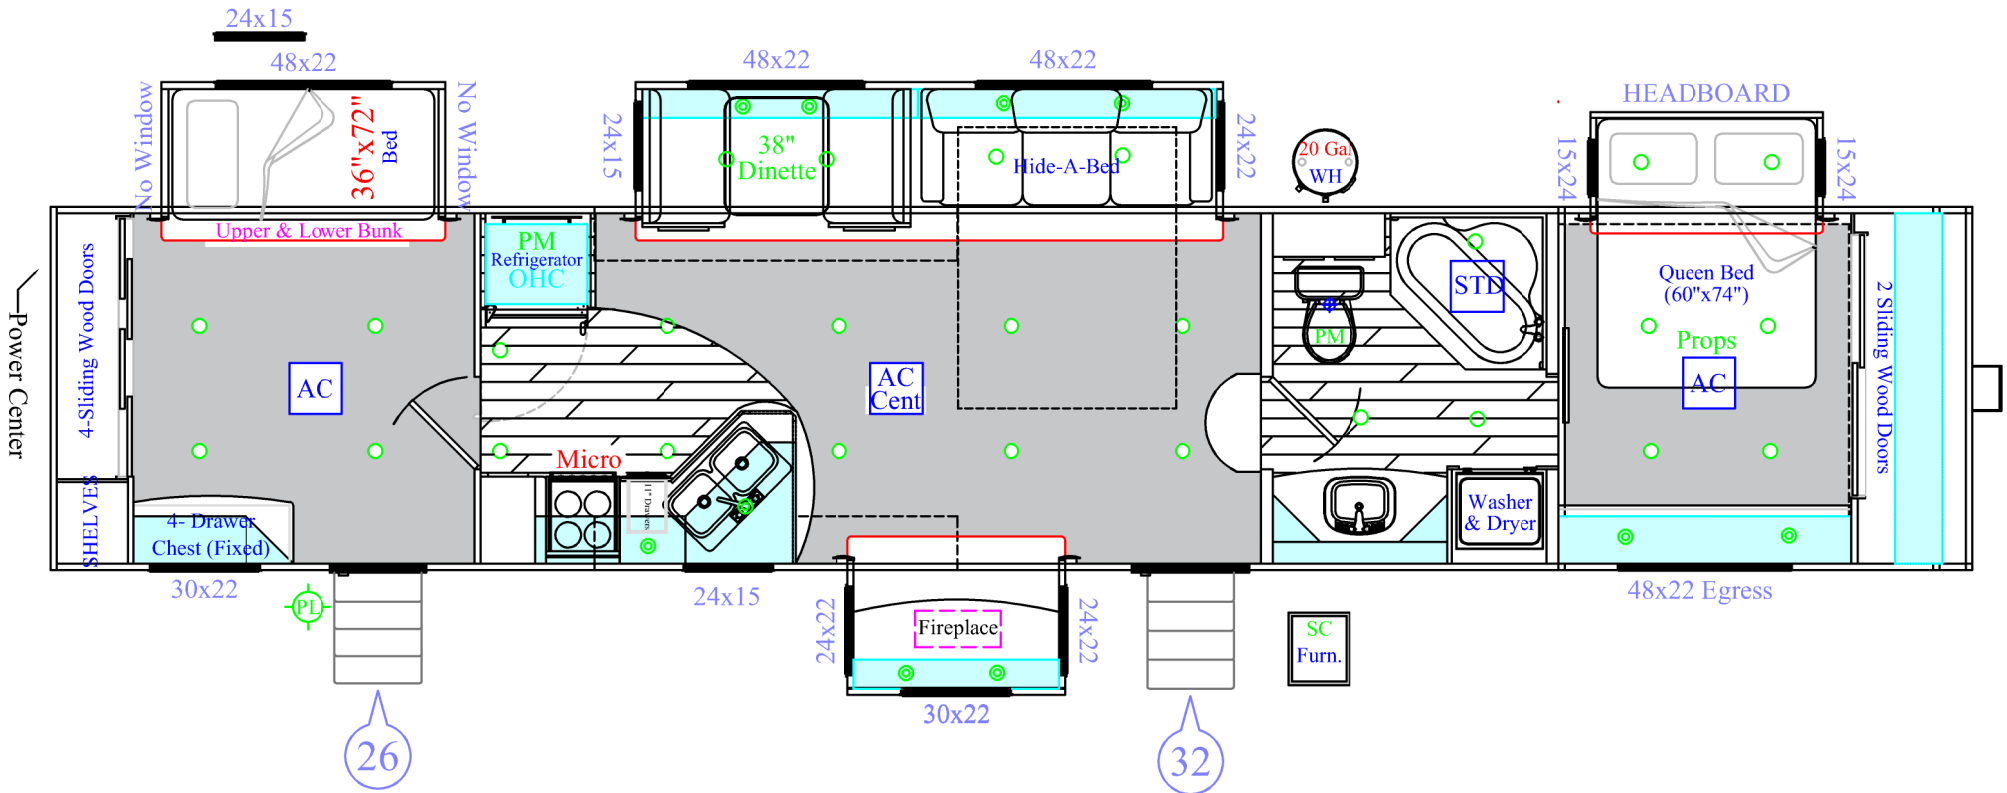 24x15
48x22
48x22
48x22
HEADBOARD
No Window
36"x72"
Bed
No Window
24x15
38"
Dinette
Hide-A-Bed
24x22
20 Gal
WH
15x24
15x24
Upper & Lower Bunk
PM
Refrigerator
OHC
4-Sliding Wood Doors
Power Center
STD
Queen Bed
(60"x74")
2 Sliding Wood Doors
PM
Props
AC
AC
Cent
AC
Micro
11" Drawers
SHELVES
4- Drawer
Chest (Fixed)
Washer
& Dryer
30x22
PL
24x15
24x22
Fireplace
24x22
48x22 Egress
SC
Furn.
30x22
26
32